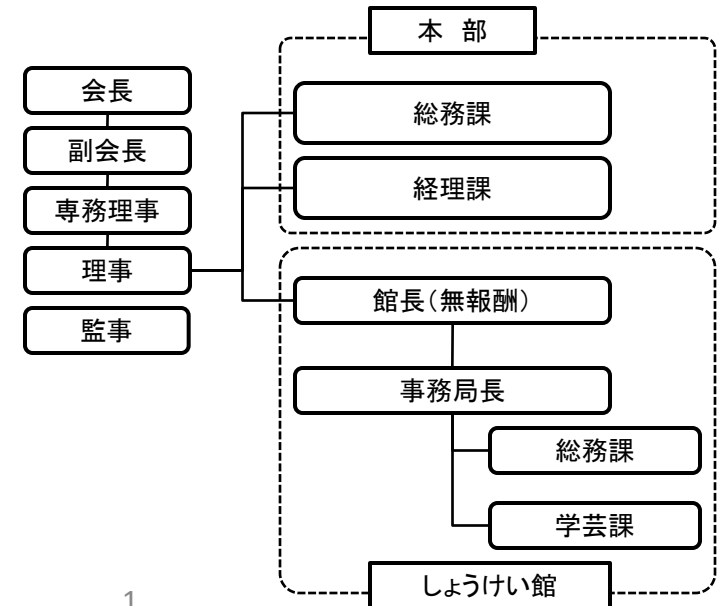 本 部
会長
副会長
専務理事
理事
監事
総務課
経理課
館長（無報酬）
事務局長
総務課
学芸課
しょうけい館
1